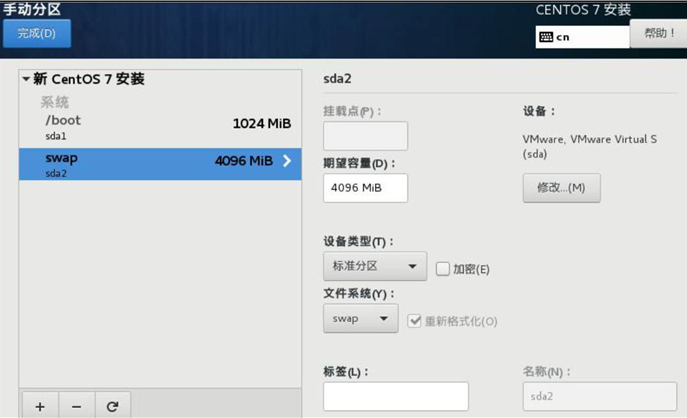 手动分区
CENTOS 7 安装
完成(D)
cn
帮助！
新 CentOS 7 安装
系统
/boot
1024 MiB
sda1
swap
4096 MiB
sda2
sda2
挂载点(P)：
设备：
VMware, VMware Virtual S
(sda)
期望容量(D)：
4096 MiB
修改...(M)
设备类型(T)：
标准分区
加密(E)
文件系统(Y)：
swap
重新格式化(O)
标签(L)：
名称(N)：
sda2